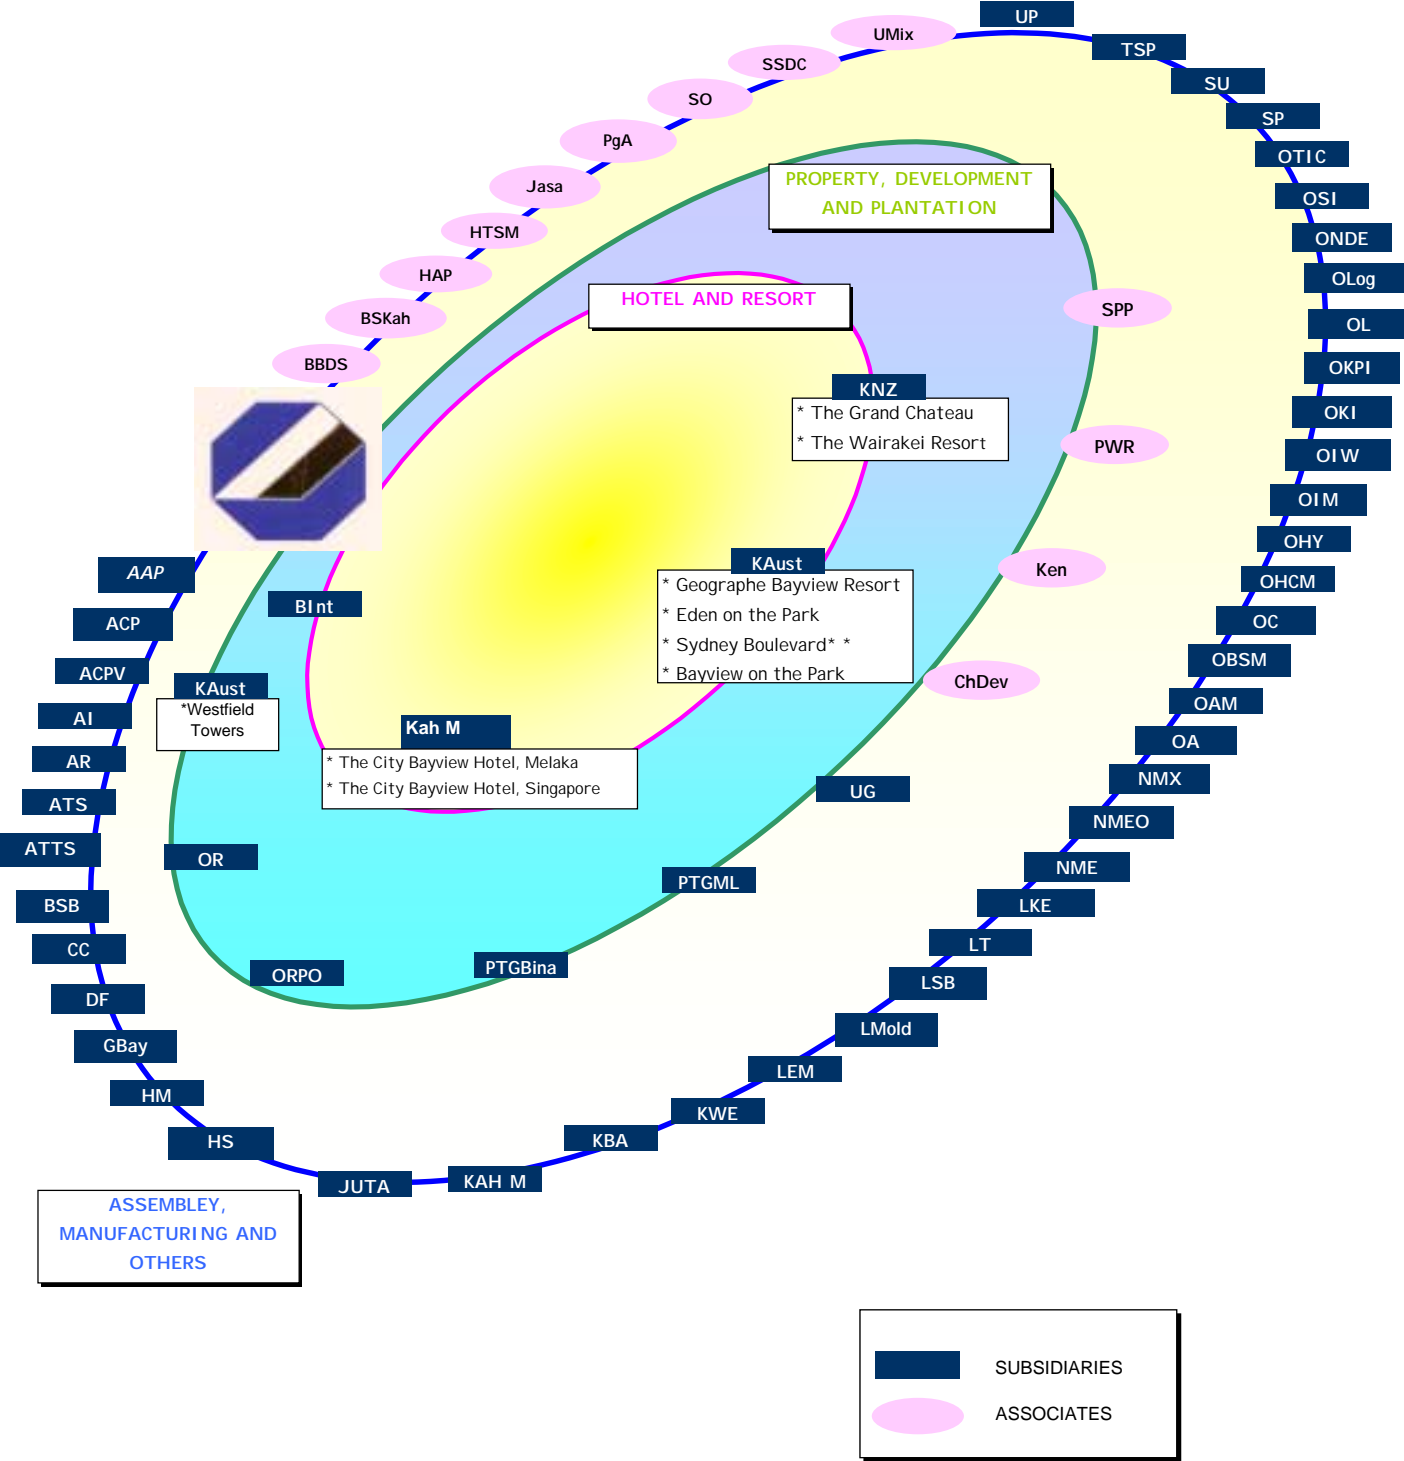 UP
UMix
TSP
SSDC
SU
SO
SP
PgA
OTIC
PROPERTY, DEVELOPMENT
AND PLANTATION
Jasa
OSI
HTSM
ONDE
HAP
OLog
HOTEL AND RESORT
SPP
BSKah
OL
BBDS
OKPI
KNZ
* The Grand Chateau
* The Wairakei Resort
OKI
PWR
OIW
OIM
OHY
AAP
KAust
* Geographe Bayview Resort
* Eden on the Park
* Sydney Boulevard* *
* Bayview on the Park
Ken
OHCM
BInt
ACP
OC
OBSM
ACPV
KAust
*Westfield
Towers
ChDev
OAM
AI
Kah M
* The City Bayview Hotel, Melaka
* The City Bayview Hotel, Singapore
OA
AR
NMX
UG
ATS
NMEO
ATTS
OR
NME
PTGML
BSB
LKE
CC
LT
ORPO
PTGBina
LSB
DF
LMold
GBay
LEM
HM
KWE
HS
KBA
JUTA
KAH M
ASSEMBLEY,
MANUFACTURING AND
OTHERS
SUBSIDIARIES
ASSOCIATES